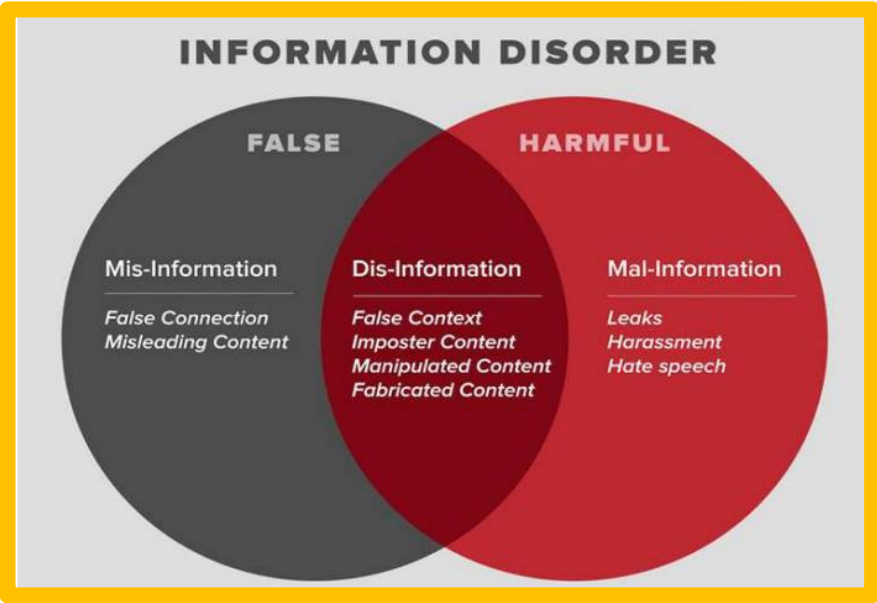 INFORMATION DISORDER
FALSE
HARMFUL
Mis-Information
False Connection
Misleading Content
Dis-Information
False Context
Imposter Content
Manipulated Content
Fabricated Content
Mal-Information
Leaks
Harassment
Hate speech